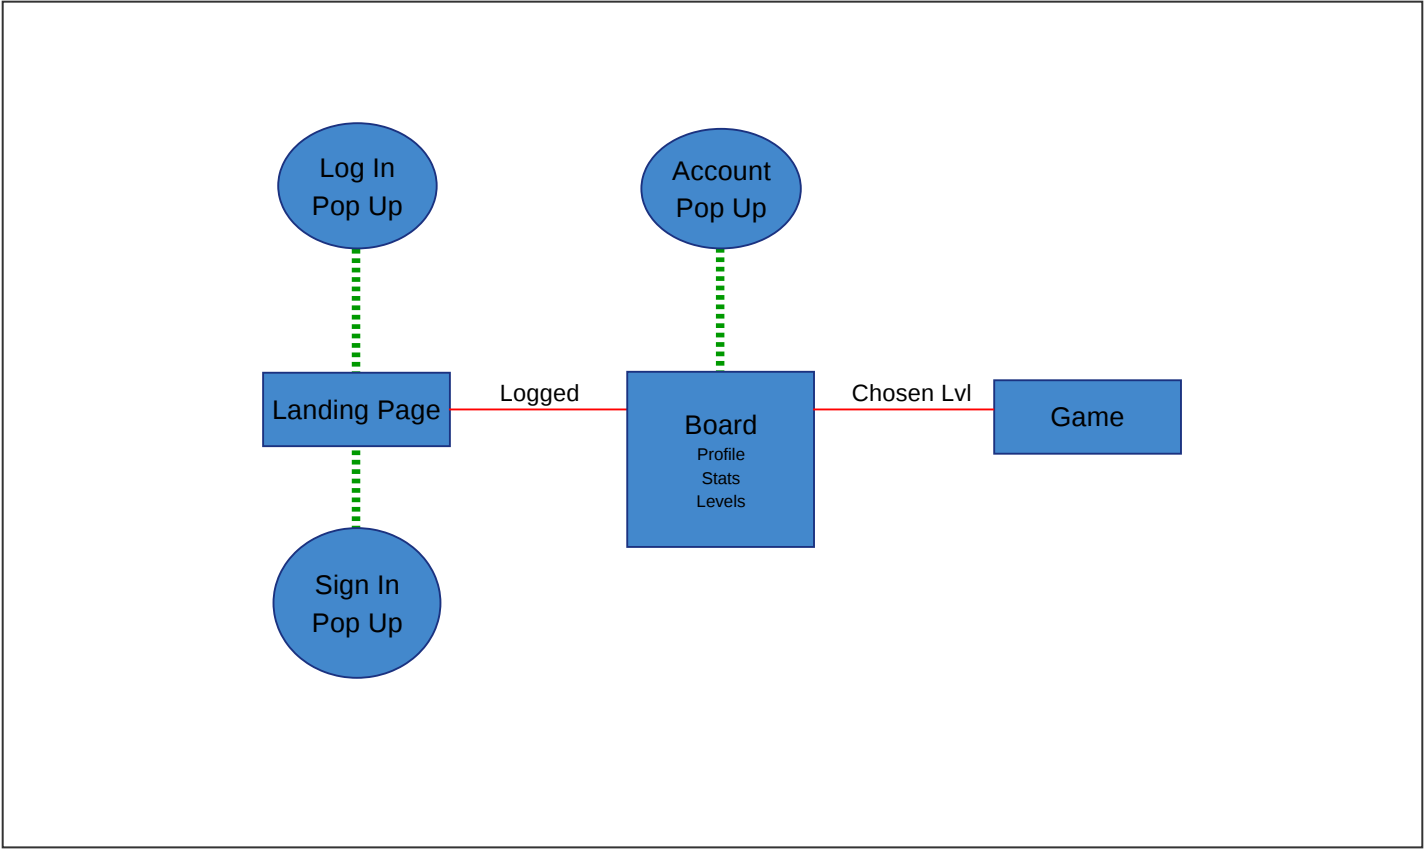 Log In
Pop Up
Account
Pop Up
Landing Page
Logged
Board
Profile
Stats
Levels
Chosen Lvl
Game
Sign In
Pop Up